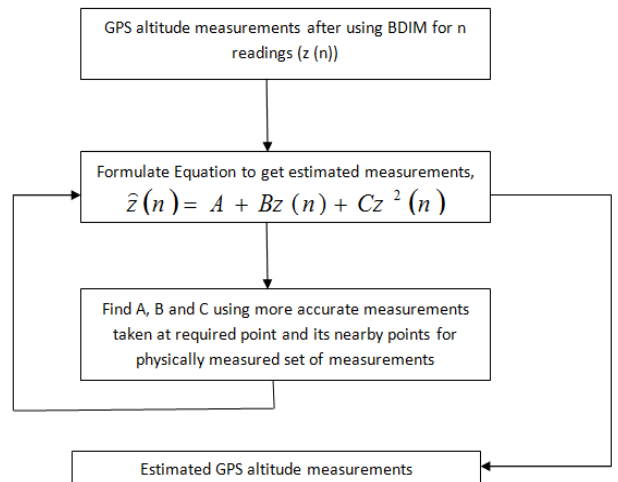 GPS altitude measurements after using BDIM for n
readings (z (n))
Formulate Equation to get estimated measurements,
ẑ (n) = A + Bz (n) + Cz ² (n)
Find A, B and C using more accurate measurements
taken at required point and its nearby points for
physically measured set of measurements
Estimated GPS altitude measurements